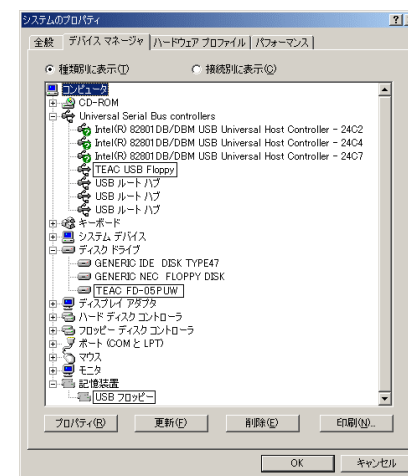 システムのプロパティ
全般 デバイス マネージャ ハードウェア プロファイル パフォーマンス
種類別に表示(T) 接続別に表示(C)
コンピュータ
CD-ROM
Universal Serial Bus controllers
Intel(R) 82801DB/DBM USB Universal Host Controller - 24C2
Intel(R) 82801DB/DBM USB Universal Host Controller - 24C4
Intel(R) 82801DB/DBM USB Universal Host Controller - 24C7
TEAC USB Floppy
USB ルート ハブ
USB ルート ハブ
USB ルート ハブ
キーボード
システム デバイス
ディスク ドライブ
GENERIC IDE DISK TYPE47
GENERIC NEC FLOPPY DISK
TEAC FD-05PUW
ディスプレイ アダプタ
ハード ディスク コントローラ
フロッピー ディスク コントローラ
ポート (COM と LPT)
マウス
モニタ
記憶装置
USB フロッピー
プロパティ(R) 更新(F) 削除(E) 印刷(N)...
OK キャンセル